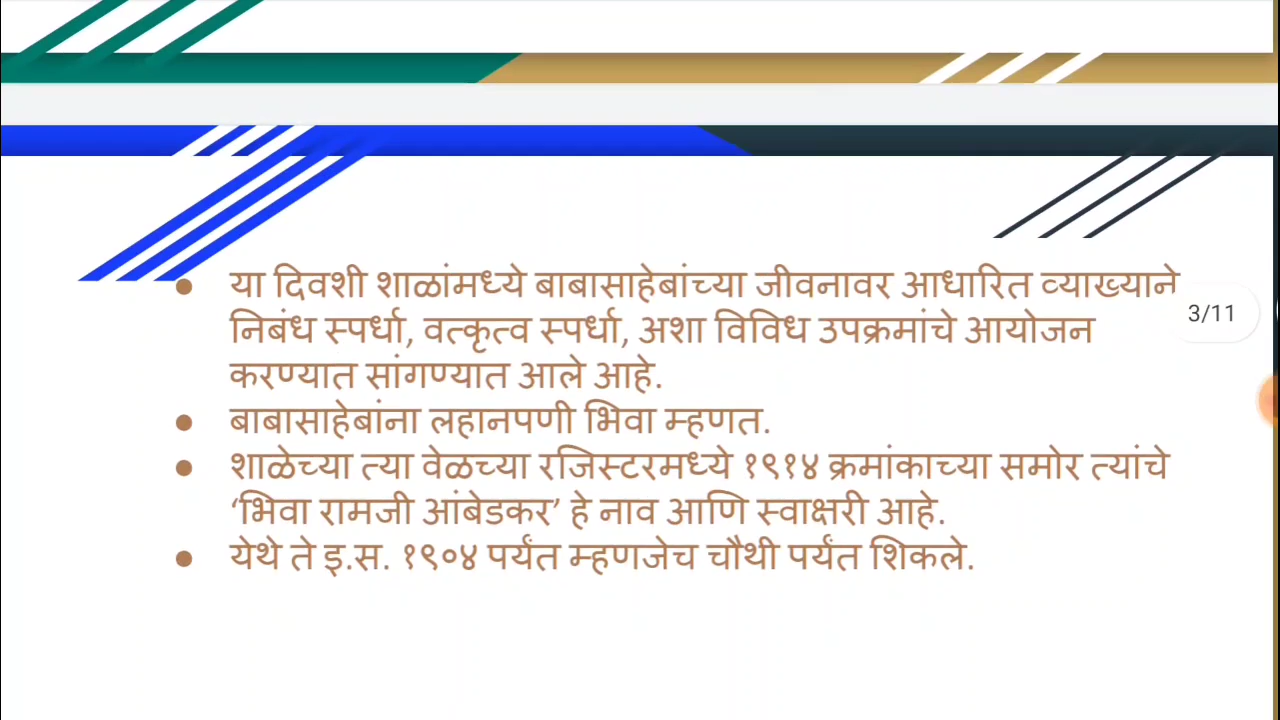 या दिवशी शाळांमध्ये बाबासाहेबांच्या जीवनावर आधारित व्याख्याने
निबंध स्पर्धा, वत्कृत्व स्पर्धा, अशा विविध उपक्रमांचे आयोजन
करण्यात सांगण्यात आले आहे.
बाबासाहेबांना लहानपणी भिवा म्हणत.
शाळेच्या त्या वेळच्या रजिस्टरमध्ये १९१४ क्रमांकाच्या समोर त्यांचे
‘भिवा रामजी आंबेडकर’ हे नाव आणि स्वाक्षरी आहे.
येथे ते इ.स. १९०४ पर्यंत म्हणजेच चौथी पर्यंत शिकले.
3/11